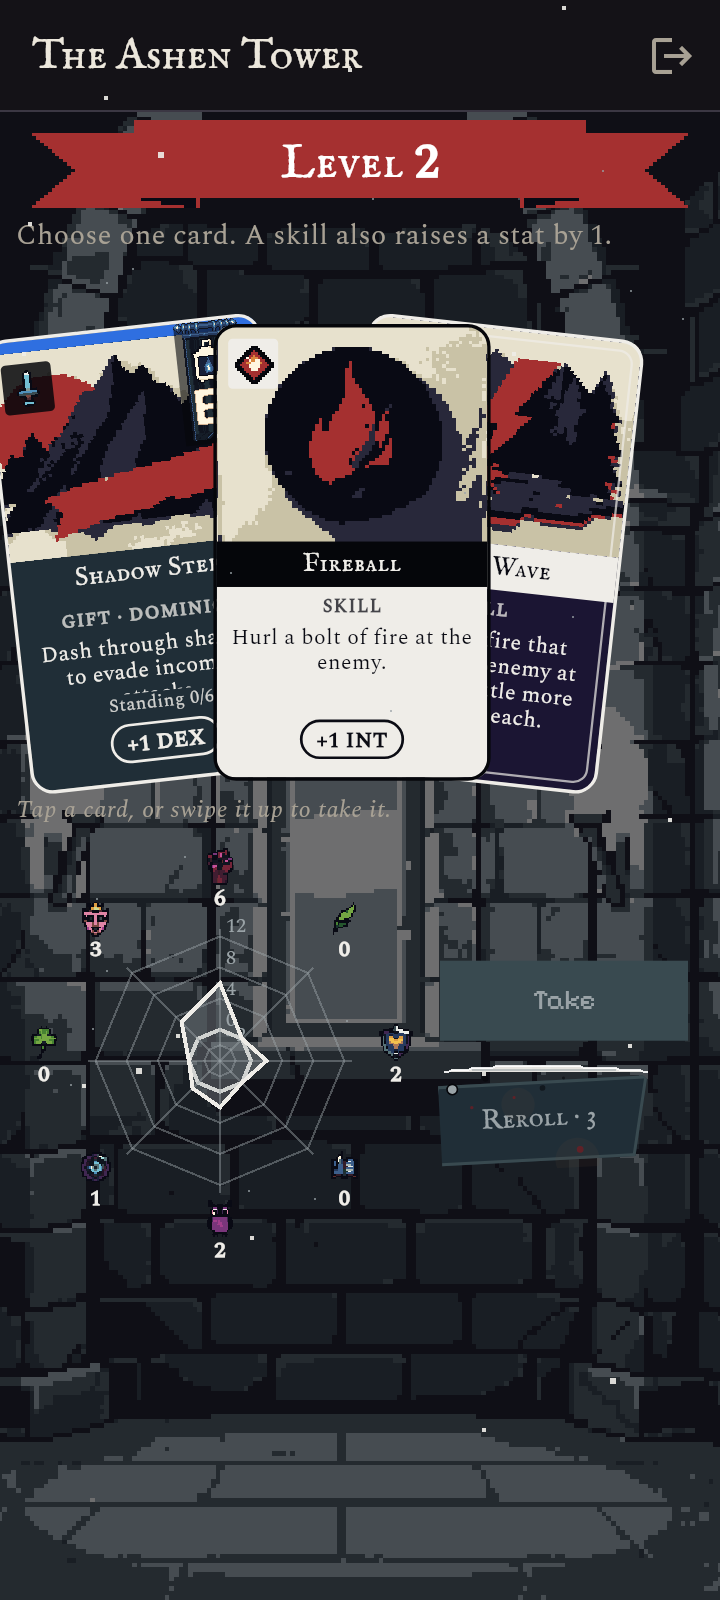 The Ashen Tower
Level 2
Choose one card. A skill also raises a stat by 1.
Shadow Ste
GIFT · DOMINI
Dash through sha
to evade incom
Standing 0/6
+1 DEX
Fireball
SKILL
Hurl a bolt of fire at the
enemy.
+1 INT
Wave
fire that
enemy at
tle more
each.
Tap a card, or swipe it up to take it.
6
3
0
12
8
4
0
2
1
0
2
Take
Reroll · 3